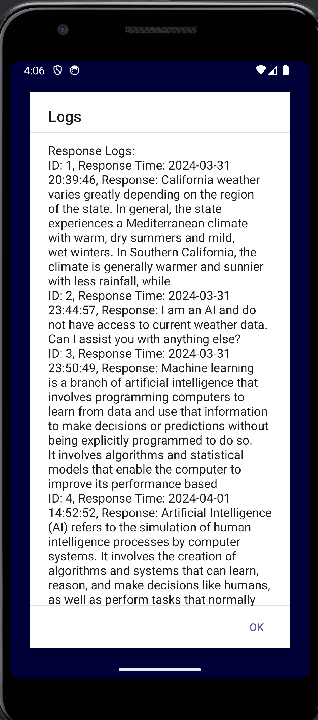 4:06
Logs
Response Logs:
ID: 1, Response Time: 2024-03-31
20:39:46, Response: California weather
varies greatly depending on the region
of the state. In general, the state
experiences a Mediterranean climate
with warm, dry summers and mild,
wet winters. In Southern California, the
climate is generally warmer and sunnier
with less rainfall, while
ID: 2, Response Time: 2024-03-31
23:44:57, Response: I am an AI and do
not have access to current weather data.
Can I assist you with anything else?
ID: 3, Response Time: 2024-03-31
23:50:49, Response: Machine learning
is a branch of artificial intelligence that
involves programming computers to
learn from data and use that information
to make decisions or predictions without
being explicitly programmed to do so.
It involves algorithms and statistical
models that enable the computer to
improve its performance based
ID: 4, Response Time: 2024-04-01
14:52:52, Response: Artificial Intelligence
(AI) refers to the simulation of human
intelligence processes by computer
systems. It involves the creation of
algorithms and systems that can learn,
reason, and make decisions like humans,
as well as perform tasks that normally
OK